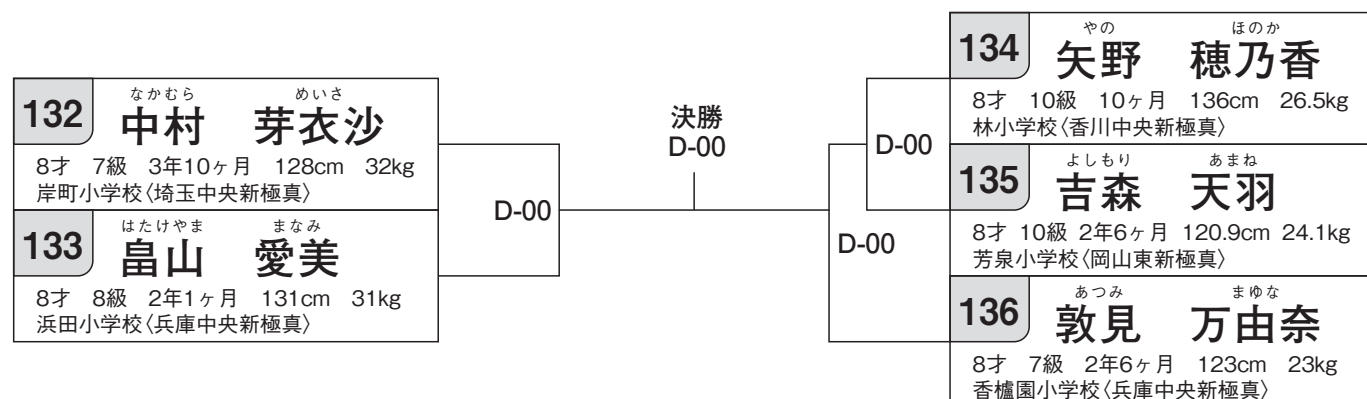 なかむら めいさ
132 中村 芽衣沙
8才 7級 3年10ヶ月 128cm 32kg
岸町小学校〈埼玉中央新極真〉
はたけやま まなみ
133 畠山 愛美
8才 8級 2年1ヶ月 131cm 31kg
浜田小学校〈兵庫中央新極真〉
D-00
決勝
D-00
D-00
D-00
やの ほのか
134 矢野 穂乃香
8才 10級 10ヶ月 136cm 26.5kg
林小学校〈香川中央新極真〉
よしもり あまね
135 吉森 天羽
8才 10級 2年6ヶ月 120.9cm 24.1kg
芳泉小学校〈岡山東新極真〉
あつみ まゆな
136 敦見 万由奈
8才 7級 2年6ヶ月 123cm 23kg
香櫨園小学校〈兵庫中央新極真〉